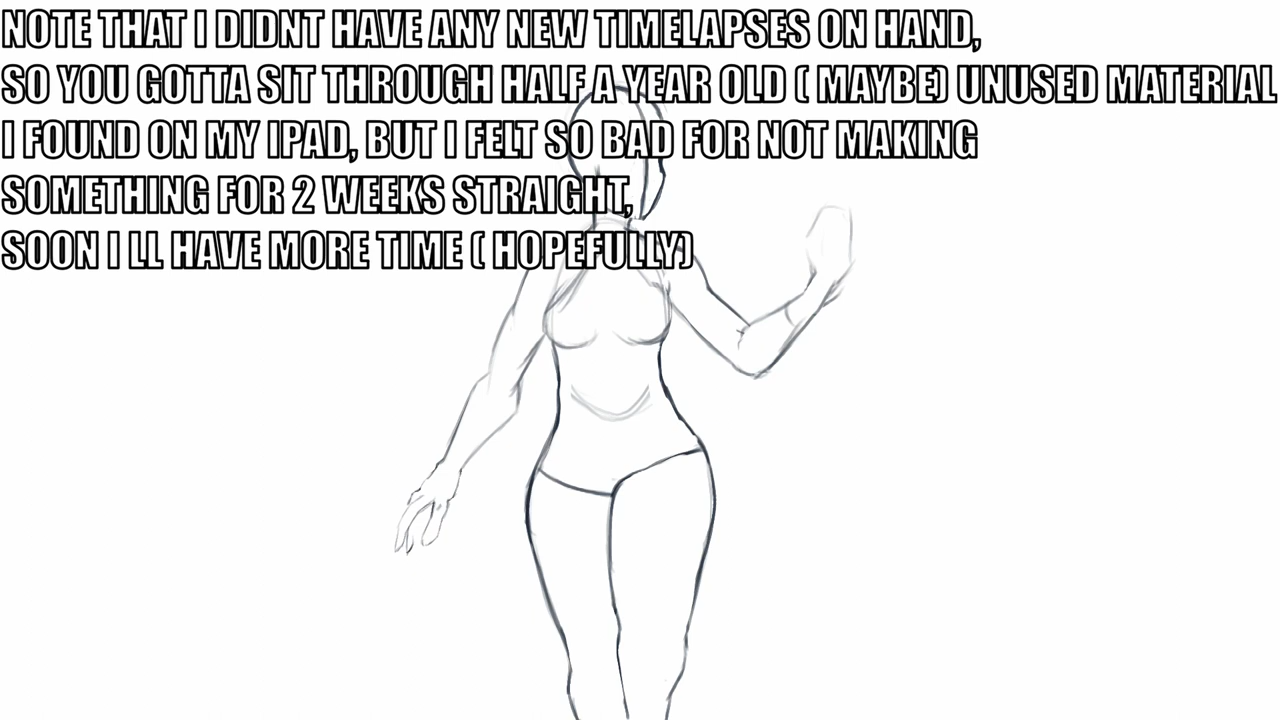 NOTE THAT I DIDNT HAVE ANY NEW TIMELAPSES ON HAND,
SO YOU GOTTA SIT THROUGH HALF A YEAR OLD ( MAYBE) UNUSED MATERIAL
I FOUND ON MY IPAD, BUT I FELT SO BAD FOR NOT MAKING
SOMETHING FOR 2 WEEKS STRAIGHT,
SOON I LL HAVE MORE TIME ( HOPEFULLY)